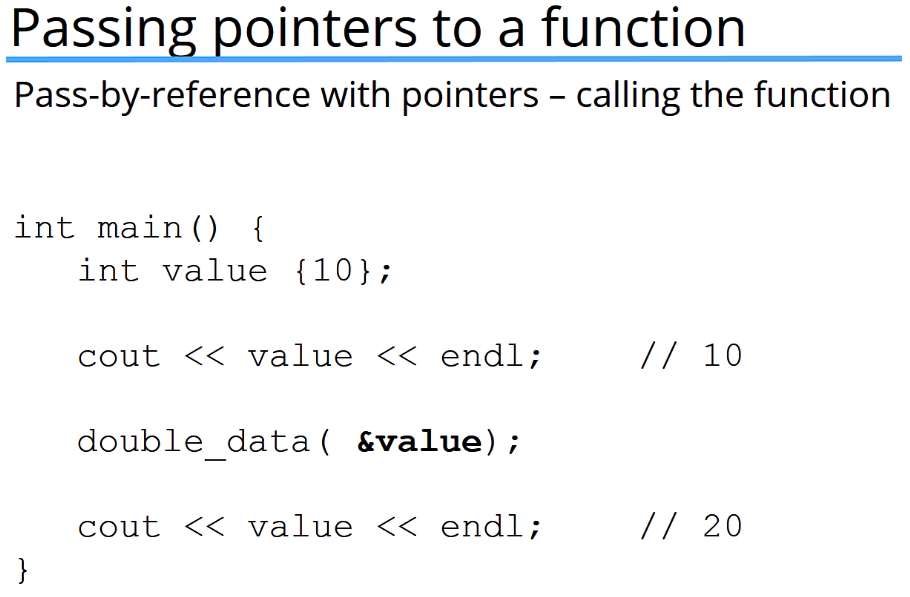 Passing pointers to a function
Pass-by-reference with pointers – calling the function
int main() {
int value {10};
cout << value << endl; // 10
double_data( &value);
cout << value << endl; // 20
}